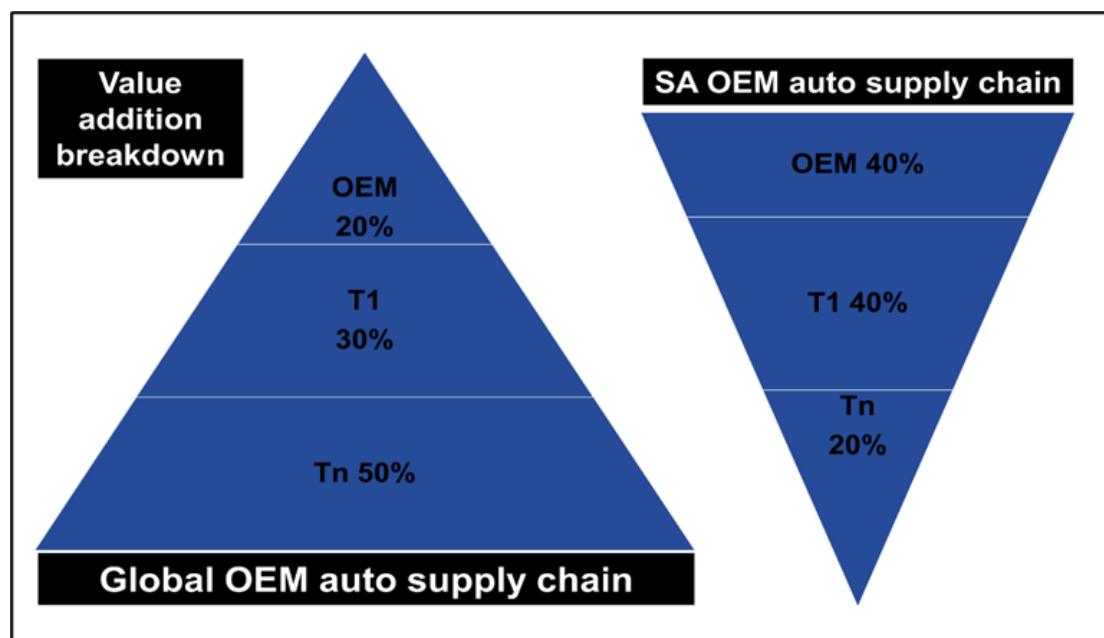 Value
addition
breakdown
OEM
20%
T1
30%
Tn 50%
Global OEM auto supply chain
SA OEM auto supply chain
OEM 40%
T1 40%
Tn
20%